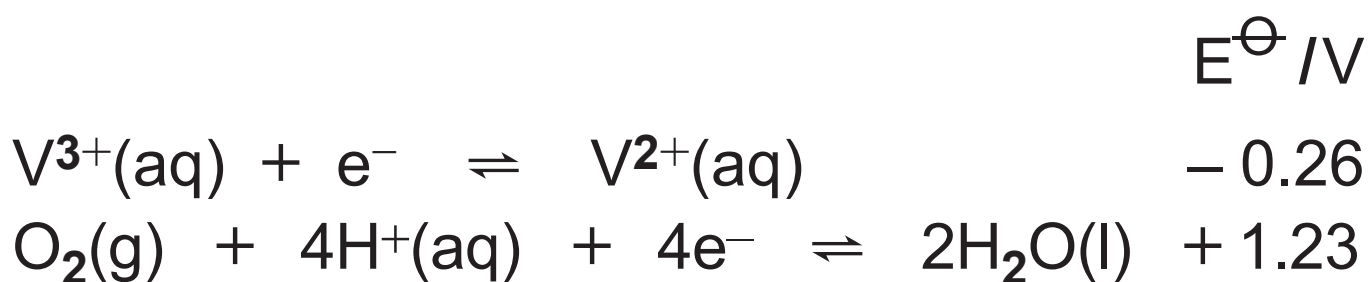 E⦵ / V
V³⁺(aq) + e⁻ ⇌ V²⁺(aq) – 0.26
O₂(g) + 4H⁺(aq) + 4e⁻ ⇌ 2H₂O(l) + 1.23